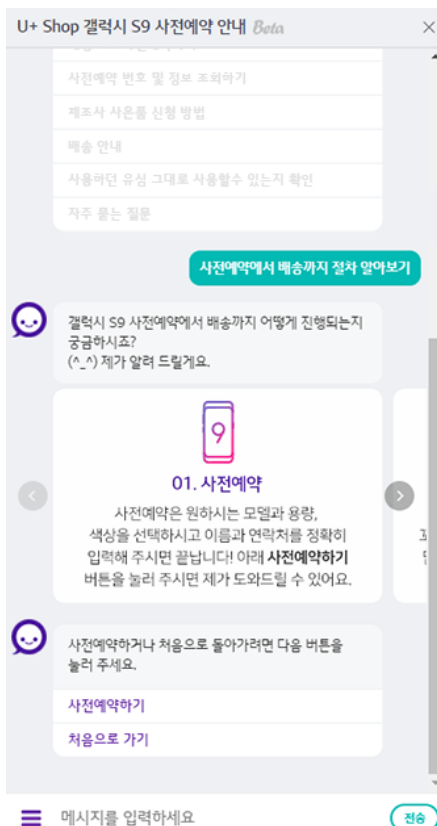 U+ Shop 갤럭시 S9 사전예약 안내 Beta
사전예약 번호 및 정보 조회하기
제조사 사은품 신청 방법
배송 안내
사용하던 유심 그대로 사용할수 있는지 확인
자주 묻는 질문
사전예약에서 배송까지 절차 알아보기
갤럭시 S9 사전예약에서 배송까지 어떻게 진행되는지
궁금하시죠?
(^_^) 제가 알려 드릴게요.
9
01. 사전예약
사전예약은 원하시는 모델과 용량,
색상을 선택하시고 이름과 연락처를 정확히
입력해 주시면 끝납니다! 아래 사전예약하기
버튼을 눌러 주시면 제가 도와드릴 수 있어요.
사전예약하거나 처음으로 돌아가려면 다음 버튼을
눌러 주세요.
사전예약하기
처음으로 가기
메시지를 입력하세요
전송